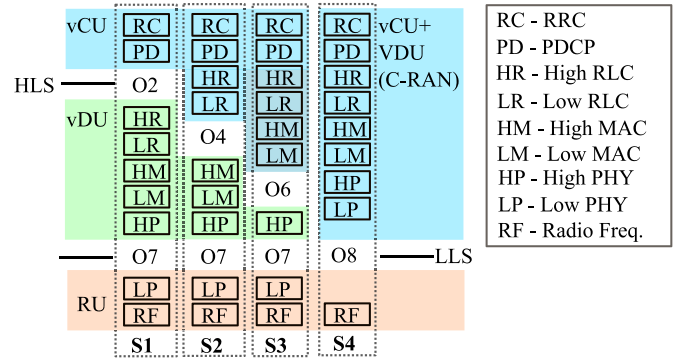 vCU RC RC RC RC vCU+
PD PD PD PD VDU
HLS O2 HR HR HR (C-RAN)
vDU HR LR LR LR
LR O4 HM HM
HM HM LM LM
LM LM O6 HP
HP HP HP LP
O7 O7 O7 O8 LLS
RU LP LP LP
RF RF RF RF
S1 S2 S3 S4
RC - RRC
PD - PDCP
HR - High RLC
LR - Low RLC
HM - High MAC
LM - Low MAC
HP - High PHY
LP - Low PHY
RF - Radio Freq.